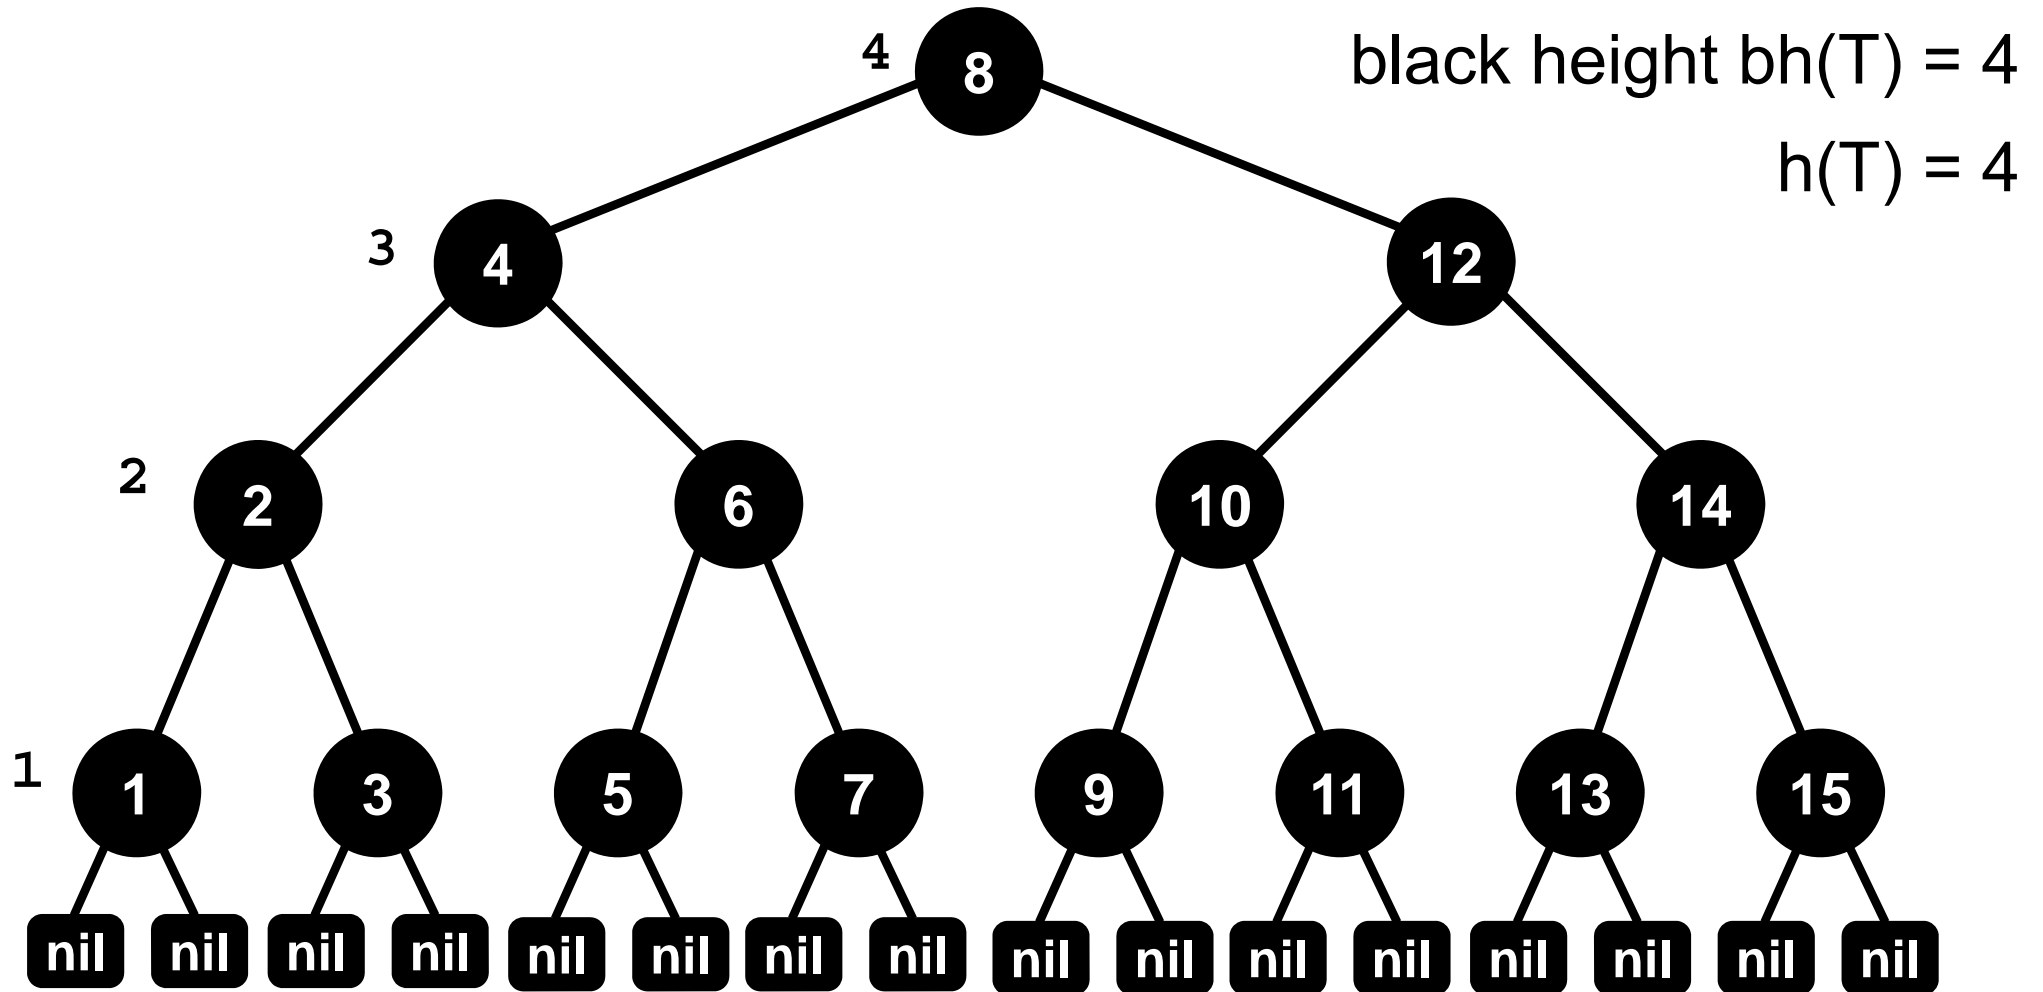 black height bh(T) = 4
4 8
h(T) = 4
3 4 12
2 2 6 10 14
1 1 3 5 7 9 11 13 15
nil nil nil nil nil nil nil nil nil nil nil nil nil nil nil nil